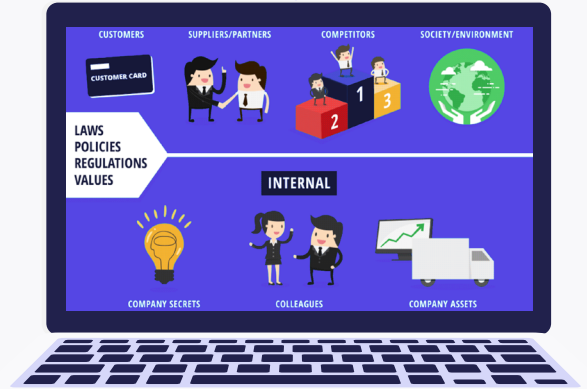 CUSTOMERS
SUPPLIERS/PARTNERS
COMPETITORS
SOCIETY/ENVIRONMENT
CUSTOMER CARD
1
2
3
LAWS
POLICIES
REGULATIONS
VALUES
INTERNAL
COMPANY SECRETS
COLLEAGUES
COMPANY ASSETS